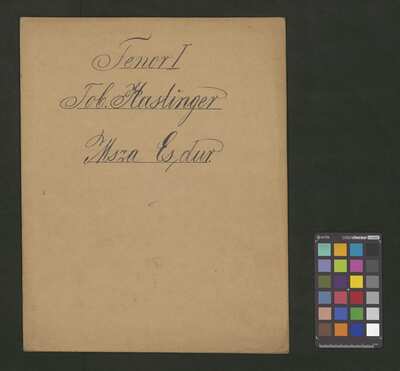 Tenor I
Tob. Haslinger
Msza Es, dur